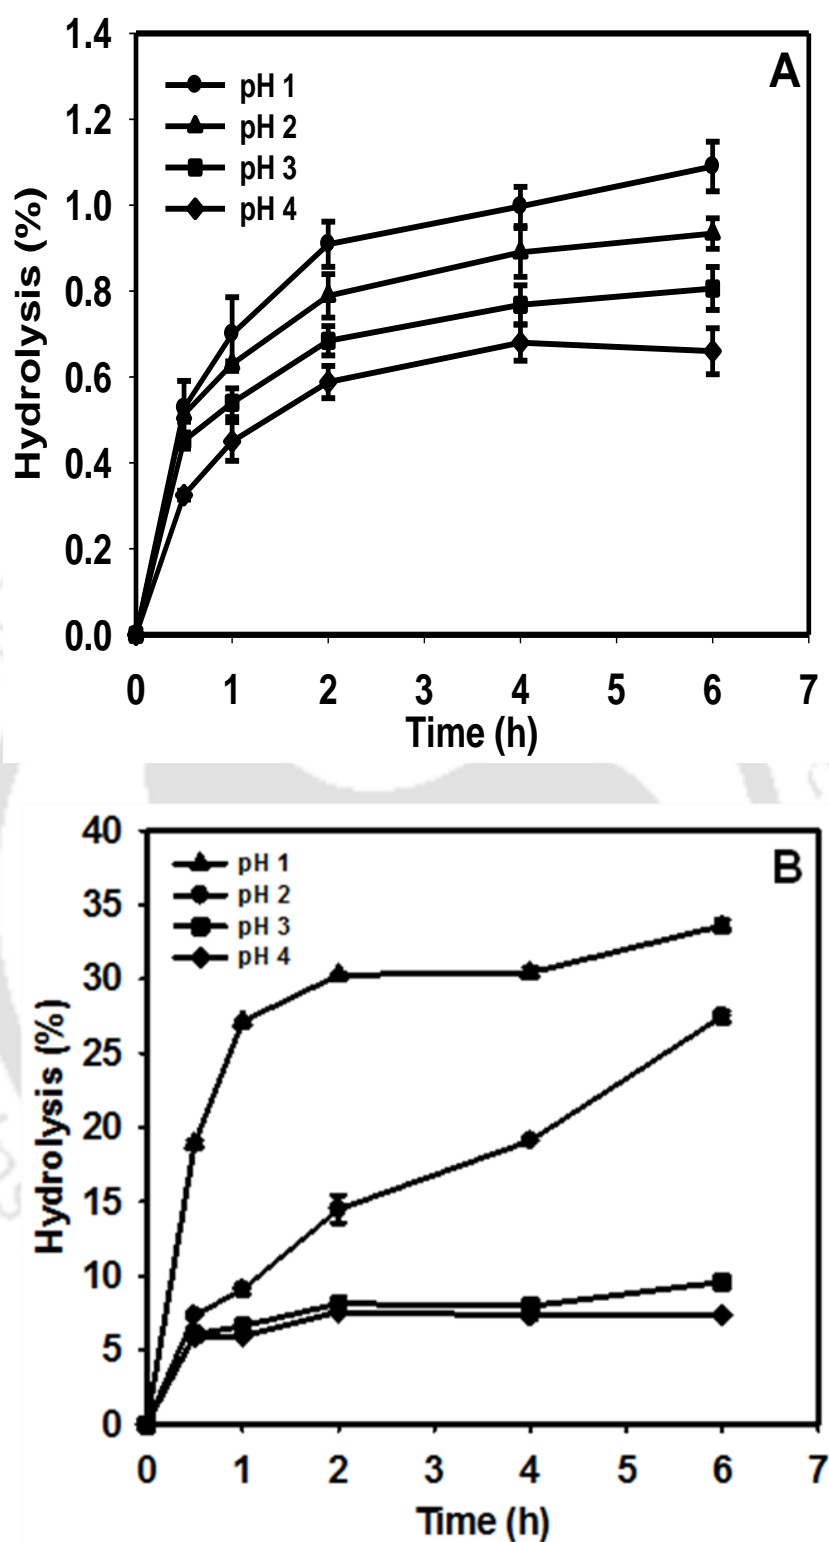 A
pH 1
pH 2
pH 3
pH 4
Hydrolysis (%)
1.4
1.2
1.0
0.8
0.6
0.4
0.2
0.0
0 1 2 3 4 5 6 7
Time (h)
B
pH 1
pH 2
pH 3
pH 4
Hydrolysis (%)
40
35
30
25
20
15
10
5
0
0 1 2 3 4 5 6 7
Time (h)